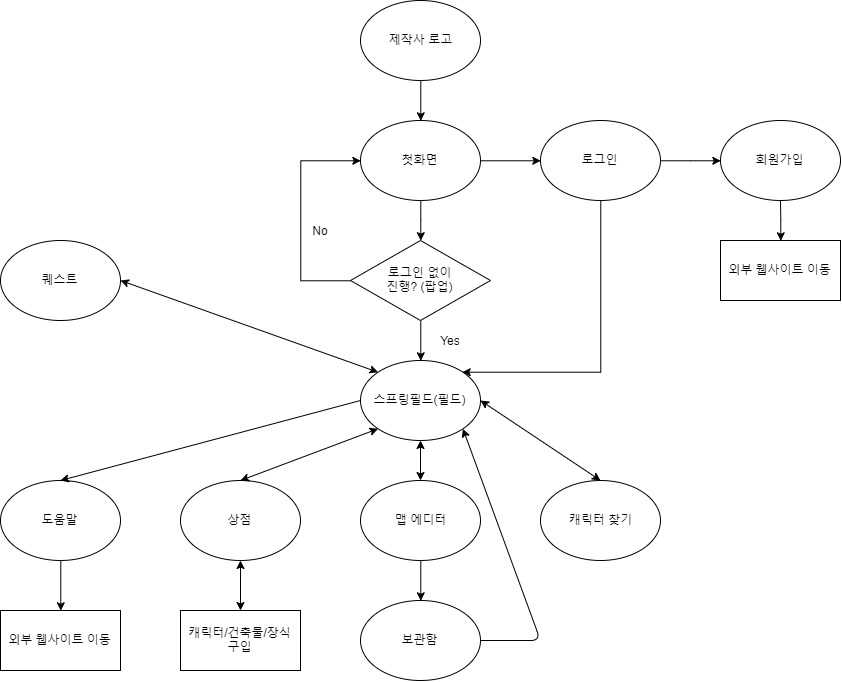 제작사 로고
첫화면
로그인
회원가입
No
퀘스트
로그인 없이
진행? (팝업)
외부 웹사이트 이동
Yes
스프링필드(필드)
도움말
상점
맵 에디터
캐릭터 찾기
외부 웹사이트 이동
캐릭터/건축물/장식
구입
보관함